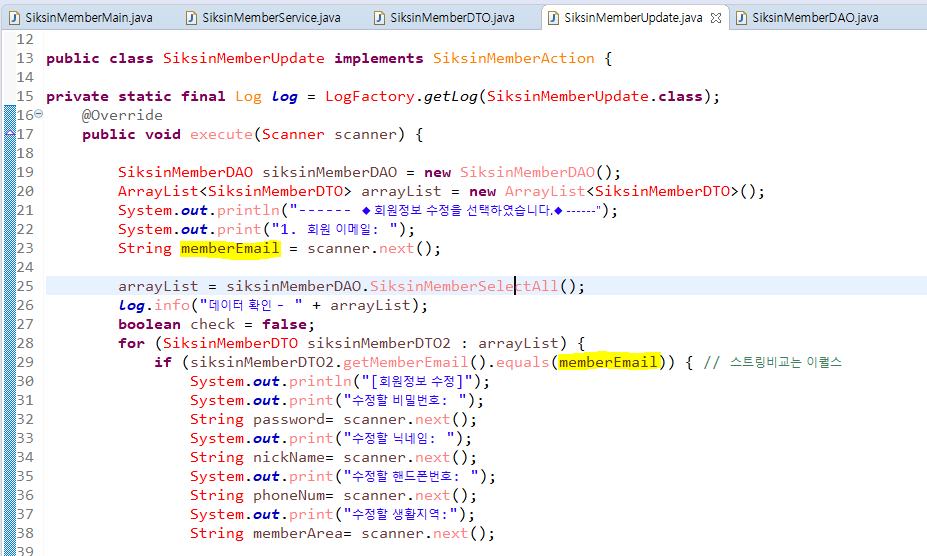 SiksinMemberMain.java SiksinMemberService.java SiksinMemberDTO.java SiksinMemberUpdate.java SiksinMemberDAO.java
12
13 public class SiksinMemberUpdate implements SiksinMemberAction {
14
15 private static final Log log = LogFactory.getLog(SiksinMemberUpdate.class);
16 @Override
17 public void execute(Scanner scanner) {
18
19 SiksinMemberDAO siksinMemberDAO = new SiksinMemberDAO();
20 ArrayList<SiksinMemberDTO> arrayList = new ArrayList<SiksinMemberDTO>();
21 System.out.println("------ ◆회원정보 수정을 선택하였습니다.◆ ------");
22 System.out.print("1. 회원 이메일: ");
23 String memberEmail = scanner.next();
24
25 arrayList = siksinMemberDAO.SiksinMemberSelectAll();
26 log.info("데이터 확인 - " + arrayList);
27 boolean check = false;
28 for (SiksinMemberDTO siksinMemberDTO2 : arrayList) {
29 if (siksinMemberDTO2.getMemberEmail().equals(memberEmail)) { // 스트링비교는 이퀄스
30 System.out.println("[회원정보 수정]");
31 System.out.print("수정할 비밀번호: ");
32 String password= scanner.next();
33 System.out.print("수정할 닉네임: ");
34 String nickName= scanner.next();
35 System.out.print("수정할 핸드폰번호: ");
36 String phoneNum= scanner.next();
37 System.out.print("수정할 생활지역:");
38 String memberArea= scanner.next();
39